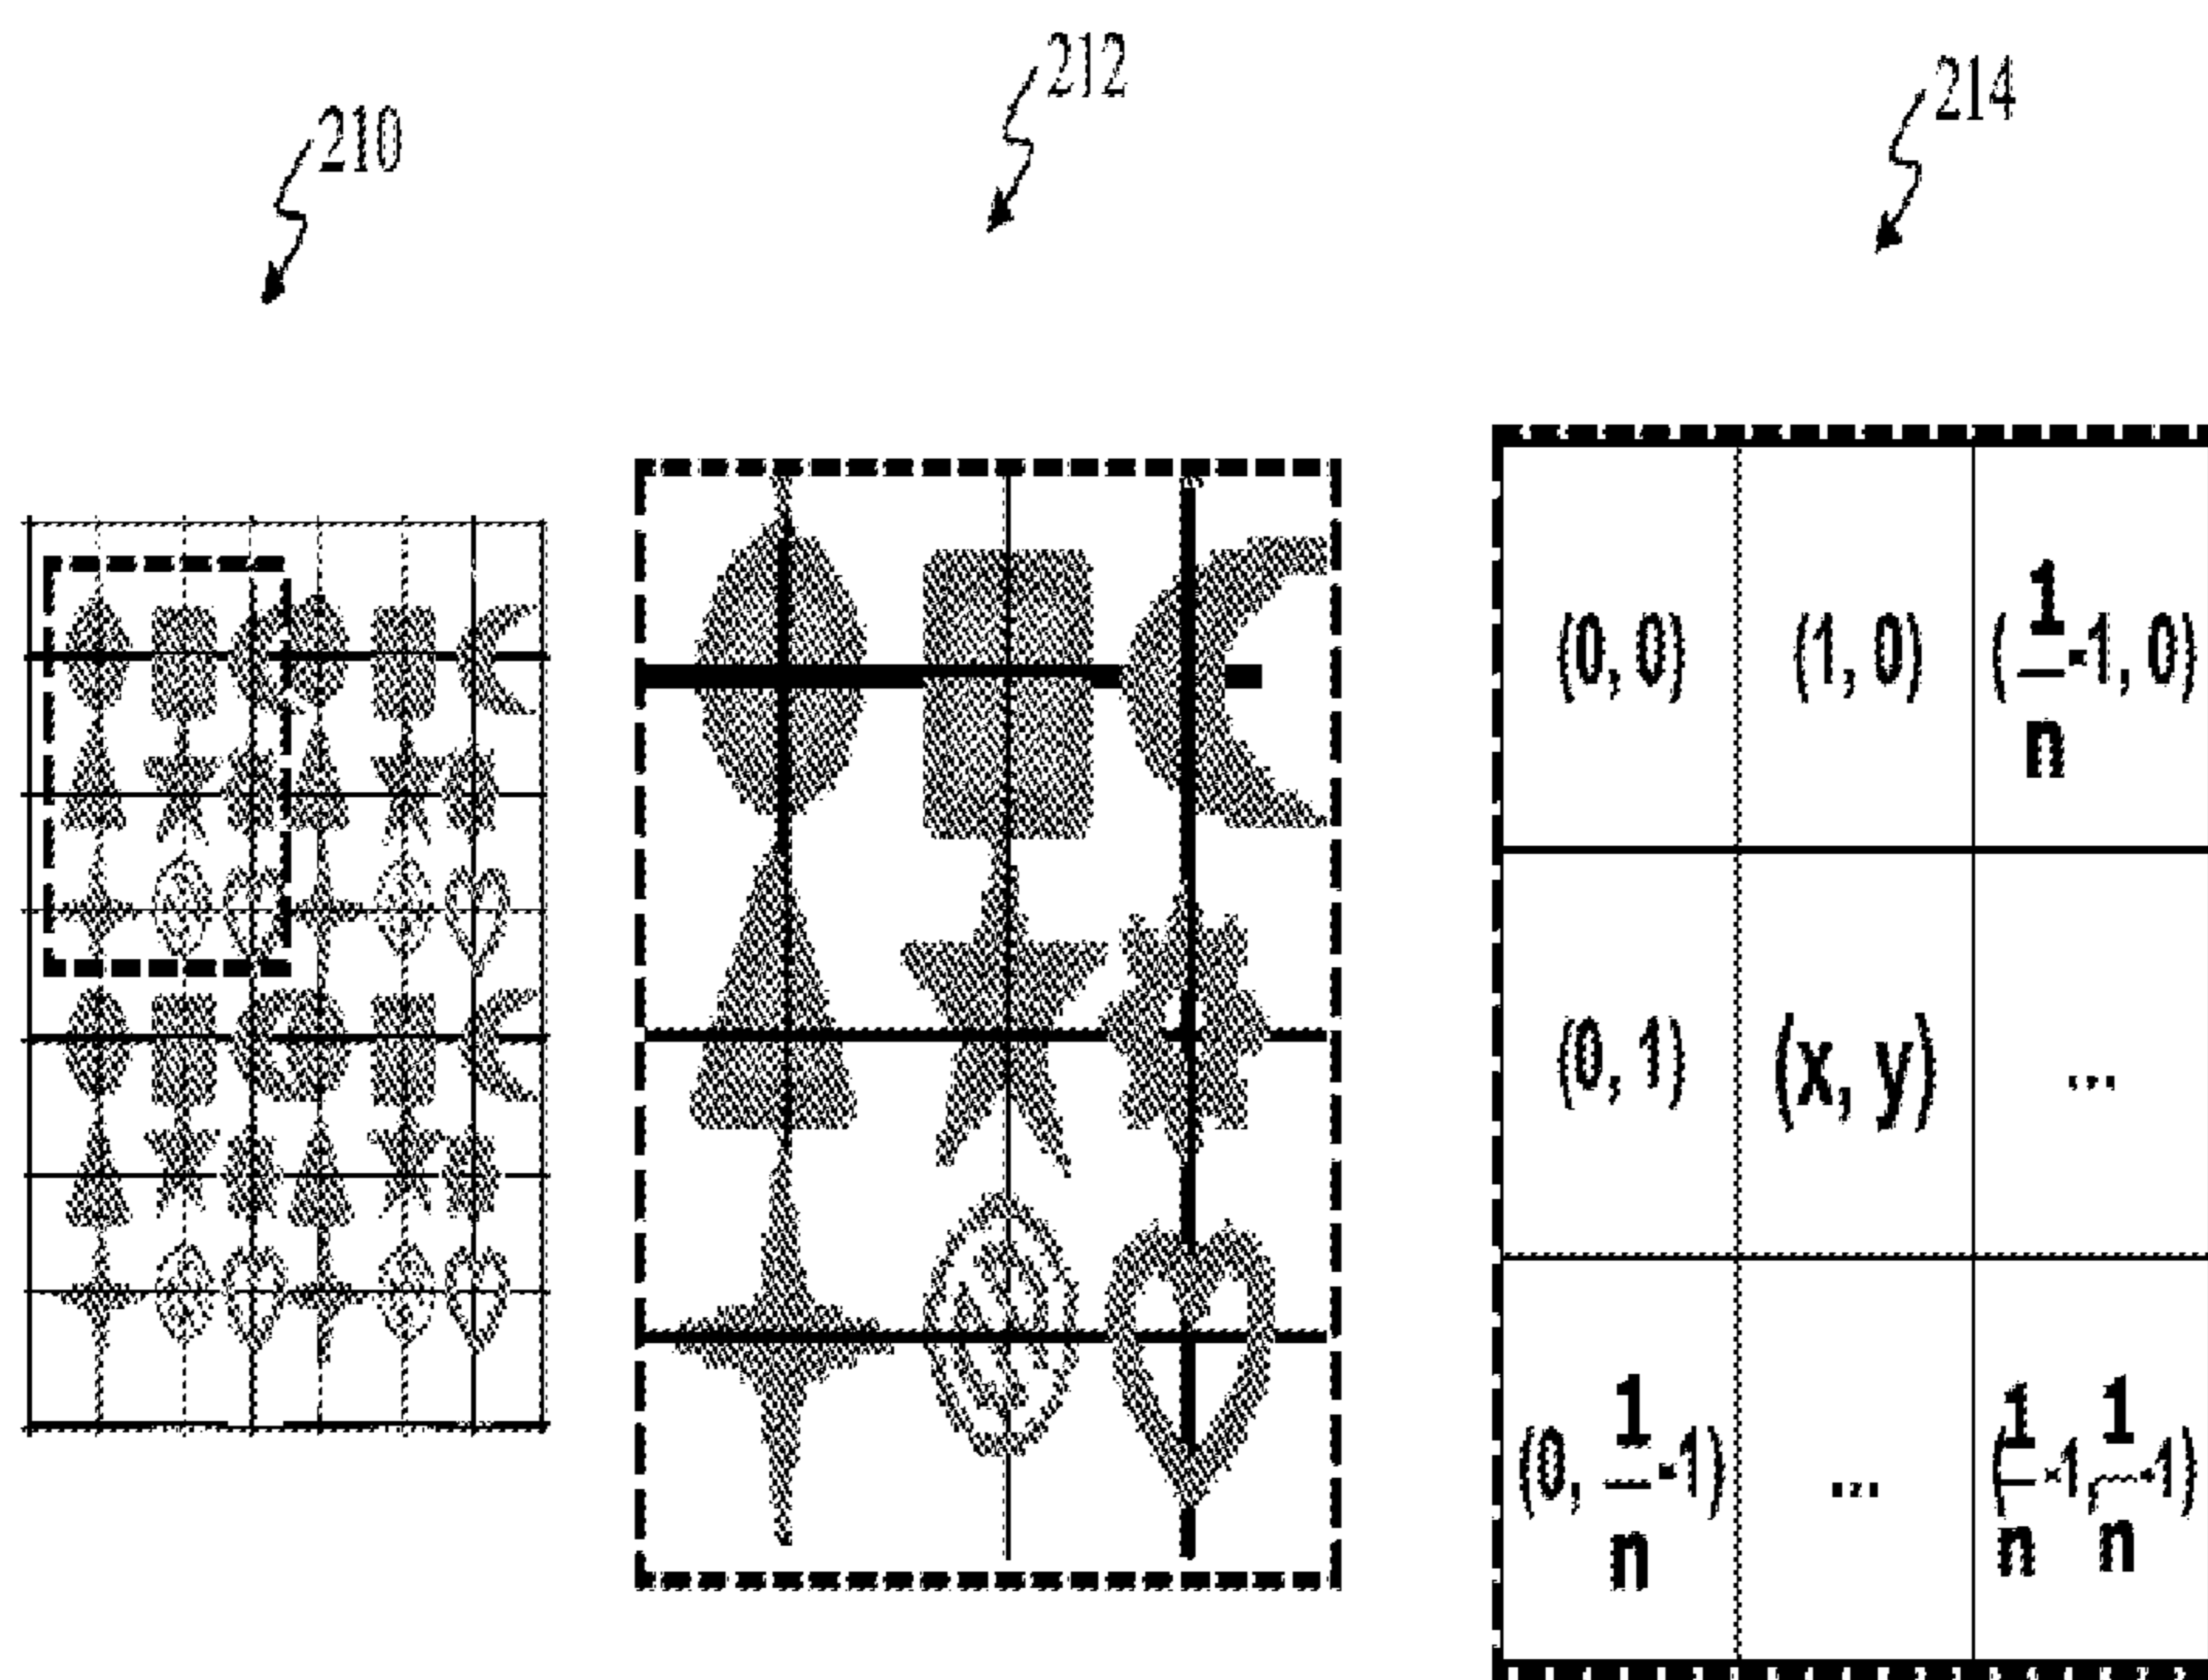 210
212
214
(0, 0)
(1, 0)
(1/n-1, 0)
(0, 1)
(x, y)
...
(0, 1/n-1)
...
(1/n-1, 1/n-1)